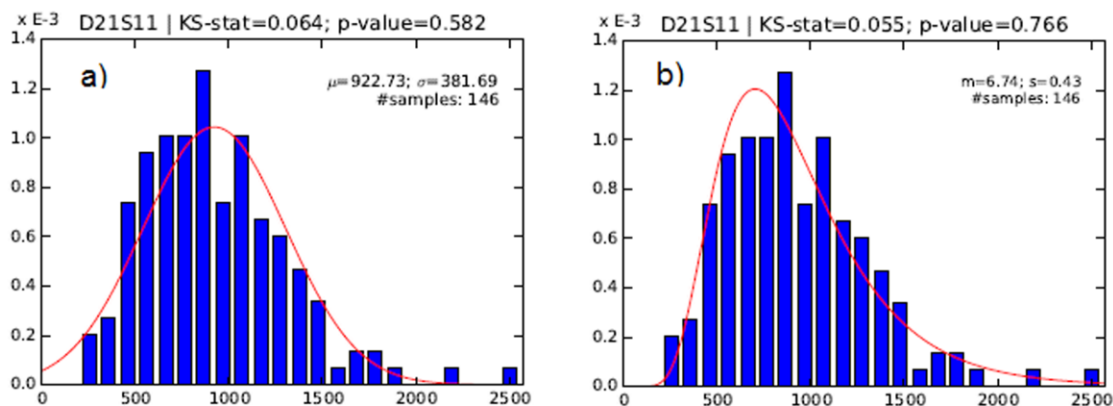 x E-3 D21S11 | KS-stat=0.064; p-value=0.582
1.4
1.2
1.0
0.8
0.6
0.4
0.2
0.0
a)
μ=922.73; σ=381.69
#samples: 146
0 500 1000 1500 2000 2500
x E-3 D21S11 | KS-stat=0.055; p-value=0.766
1.4
1.2
1.0
0.8
0.6
0.4
0.2
0.0
b)
m=6.74; s=0.43
#samples: 146
0 500 1000 1500 2000 2500